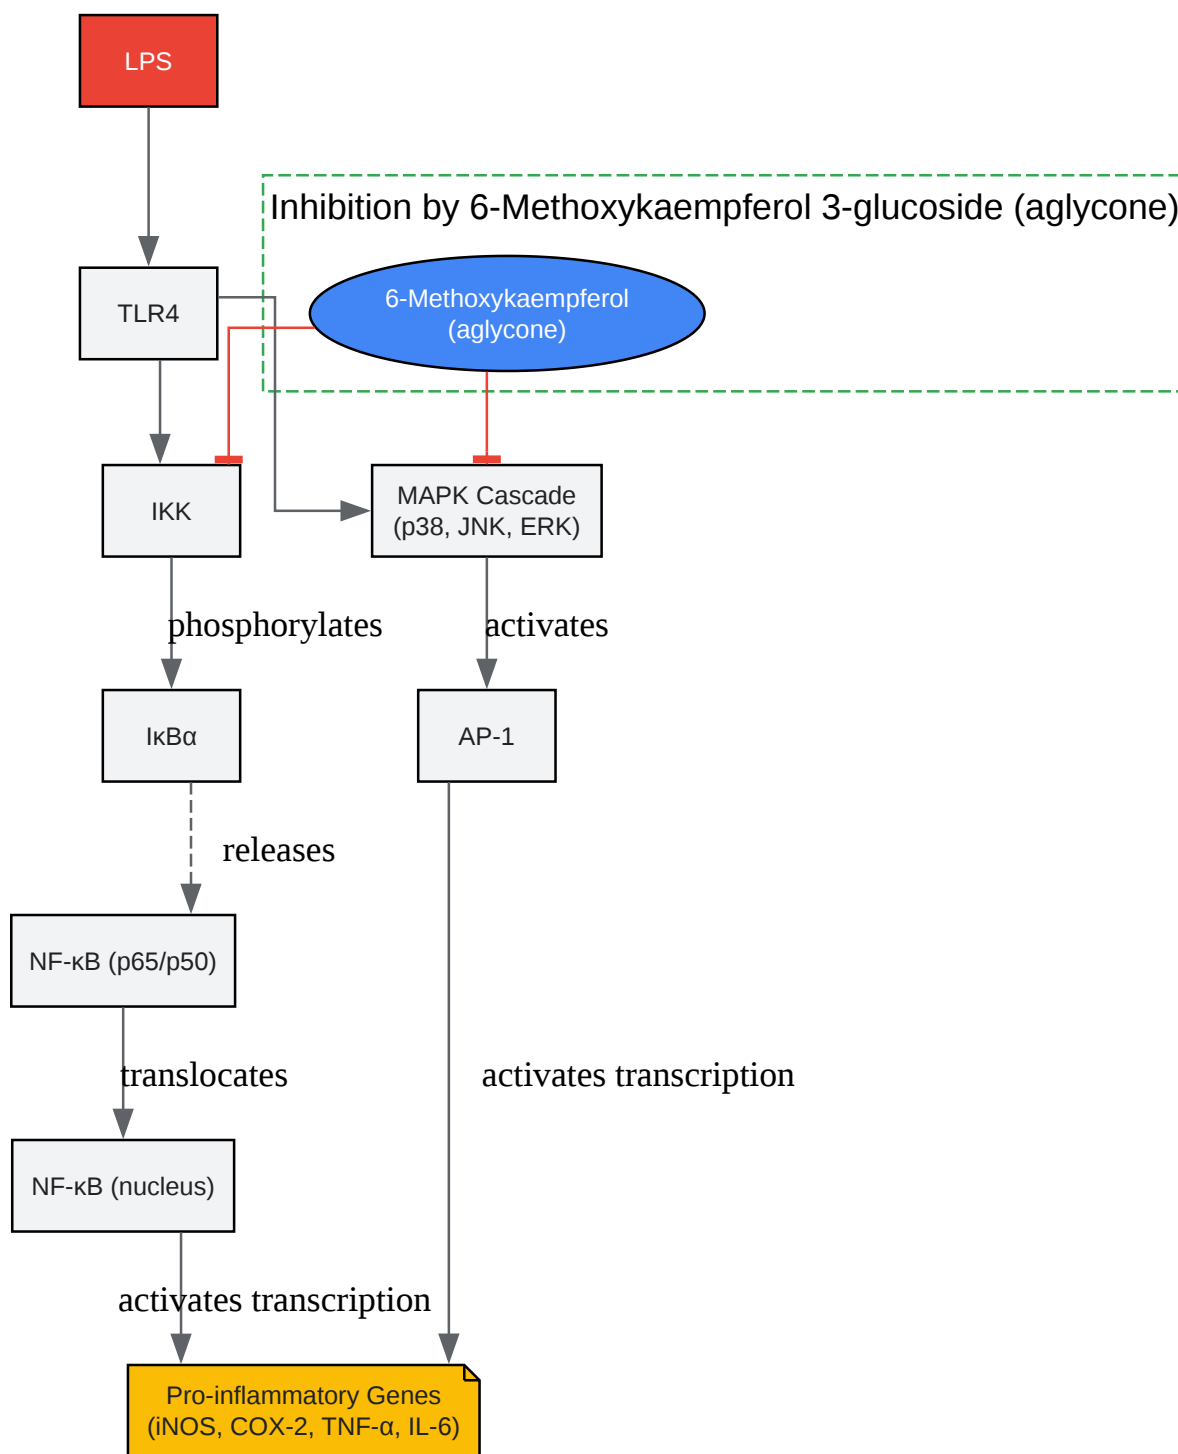 LPS
Inhibition by 6-Methoxykaempferol 3-glucoside (aglycone)
6-Methoxykaempferol
(aglycone)
TLR4
IKK
MAPK Cascade
(p38, JNK, ERK)
phosphorylates
activates
IκBα
AP-1
releases
NF-κB (p65/p50)
translocates
activates transcription
NF-κB (nucleus)
activates transcription
Pro-inflammatory Genes
(iNOS, COX-2, TNF-α, IL-6)